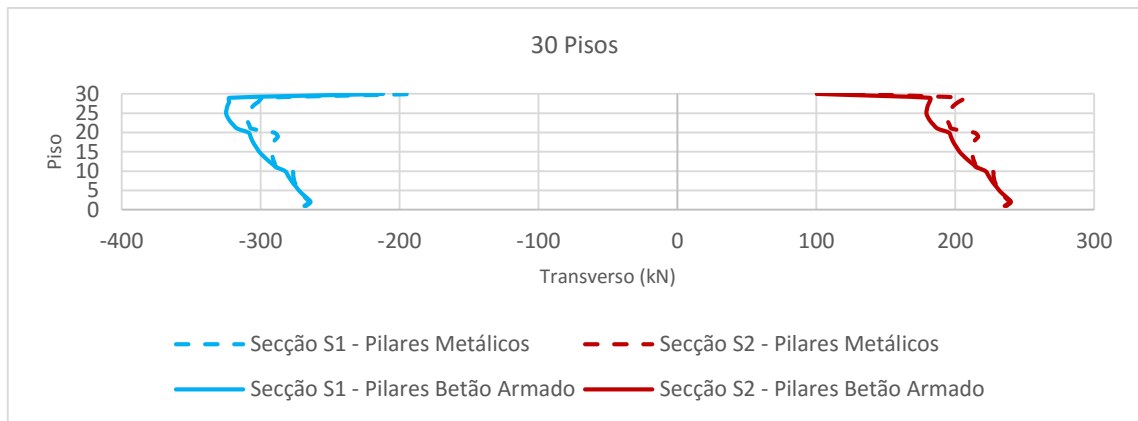 30 Pisos
Piso
30
25
20
15
10
5
0
-400 -300 -200 -100 0 100 200 300
Transverso (kN)
Secção S1 - Pilares Metálicos Secção S2 - Pilares Metálicos
Secção S1 - Pilares Betão Armado Secção S2 - Pilares Betão Armado